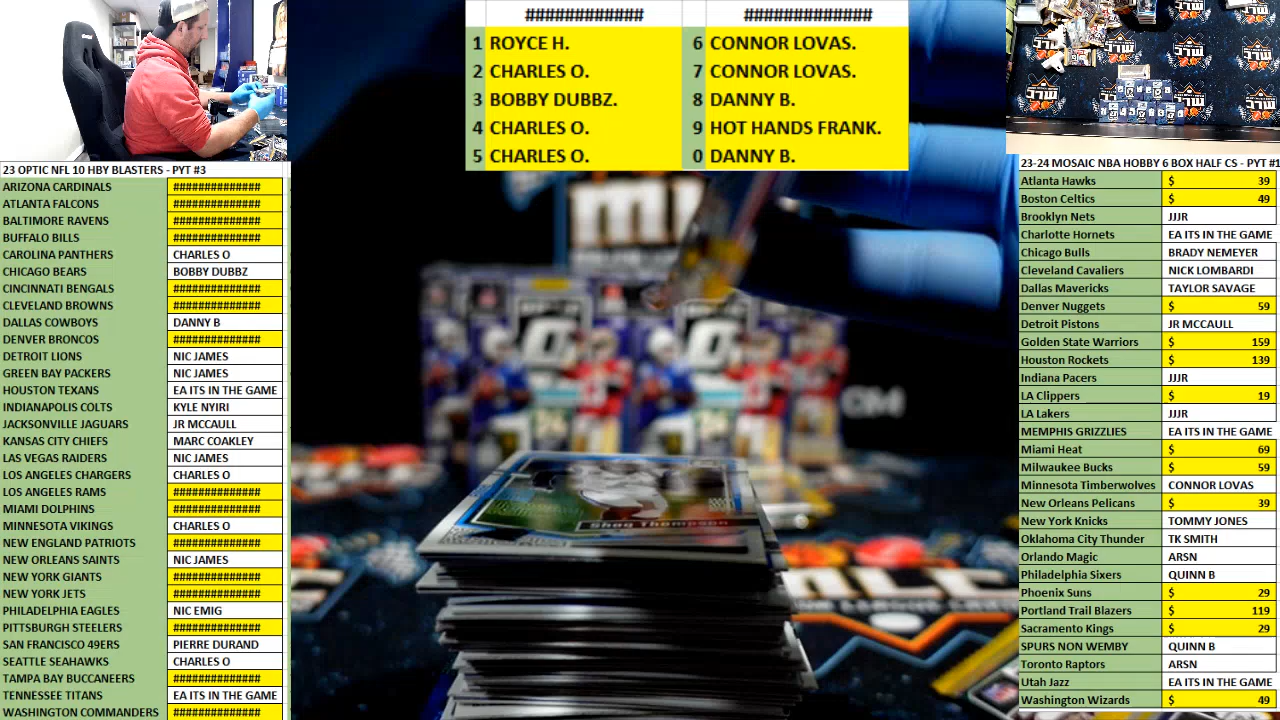 ############ #############
1 ROYCE H. 6 CONNOR LOVAS.
2 CHARLES O. 7 CONNOR LOVAS.
3 BOBBY DUBBZ. 8 DANNY B.
4 CHARLES O. 9 HOT HANDS FRANK.
5 CHARLES O. 0 DANNY B.
23 OPTIC NFL 10 HBY BLASTERS - PYT #3
ARIZONA CARDINALS ##############
ATLANTA FALCONS ##############
BALTIMORE RAVENS ##############
BUFFALO BILLS ##############
CAROLINA PANTHERS CHARLES O
CHICAGO BEARS BOBBY DUBBZ
CINCINNATI BENGALS ##############
CLEVELAND BROWNS ##############
DALLAS COWBOYS DANNY B
DENVER BRONCOS ##############
DETROIT LIONS NIC JAMES
GREEN BAY PACKERS NIC JAMES
HOUSTON TEXANS EA ITS IN THE GAME
INDIANAPOLIS COLTS KYLE NYIRI
JACKSONVILLE JAGUARS JR MCCAULL
KANSAS CITY CHIEFS MARC COAKLEY
LAS VEGAS RAIDERS NIC JAMES
LOS ANGELES CHARGERS CHARLES O
LOS ANGELES RAMS ##############
MIAMI DOLPHINS ##############
MINNESOTA VIKINGS CHARLES O
NEW ENGLAND PATRIOTS ##############
NEW ORLEANS SAINTS NIC JAMES
NEW YORK GIANTS ##############
NEW YORK JETS ##############
PHILADELPHIA EAGLES NIC EMIG
PITTSBURGH STEELERS ##############
SAN FRANCISCO 49ERS PIERRE DURAND
SEATTLE SEAHAWKS CHARLES O
TAMPA BAY BUCCANEERS ##############
TENNESSEE TITANS EA ITS IN THE GAME
WASHINGTON COMMANDERS ##############
Shaq Thompson
23-24 MOSAIC NBA HOBBY 6 BOX HALF CS - PYT #1
Atlanta Hawks $ 39
Boston Celtics $ 49
Brooklyn Nets JJJR
Charlotte Hornets EA ITS IN THE GAME
Chicago Bulls BRADY NEMEYER
Cleveland Cavaliers NICK LOMBARDI
Dallas Mavericks TAYLOR SAVAGE
Denver Nuggets $ 59
Detroit Pistons JR MCCAULL
Golden State Warriors $ 159
Houston Rockets $ 139
Indiana Pacers JJJR
LA Clippers $ 19
LA Lakers JJJR
MEMPHIS GRIZZLIES EA ITS IN THE GAME
Miami Heat $ 69
Milwaukee Bucks $ 59
Minnesota Timberwolves CONNOR LOVAS
New Orleans Pelicans $ 39
New York Knicks TOMMY JONES
Oklahoma City Thunder TK SMITH
Orlando Magic ARSN
Philadelphia Sixers QUINN B
Phoenix Suns $ 29
Portland Trail Blazers $ 119
Sacramento Kings $ 29
SPURS NON WEMBY QUINN B
Toronto Raptors ARSN
Utah Jazz EA ITS IN THE GAME
Washington Wizards $ 49